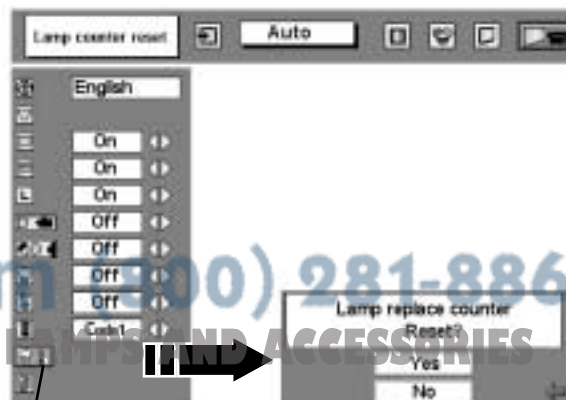 Lamp counter reset
Auto
English
On
On
On
Off
Off
Off
Off
Code1
m (800) 281-886
Lamp replace counter
Reset?
LAMPS AND ACCESSORIES
Yes
No